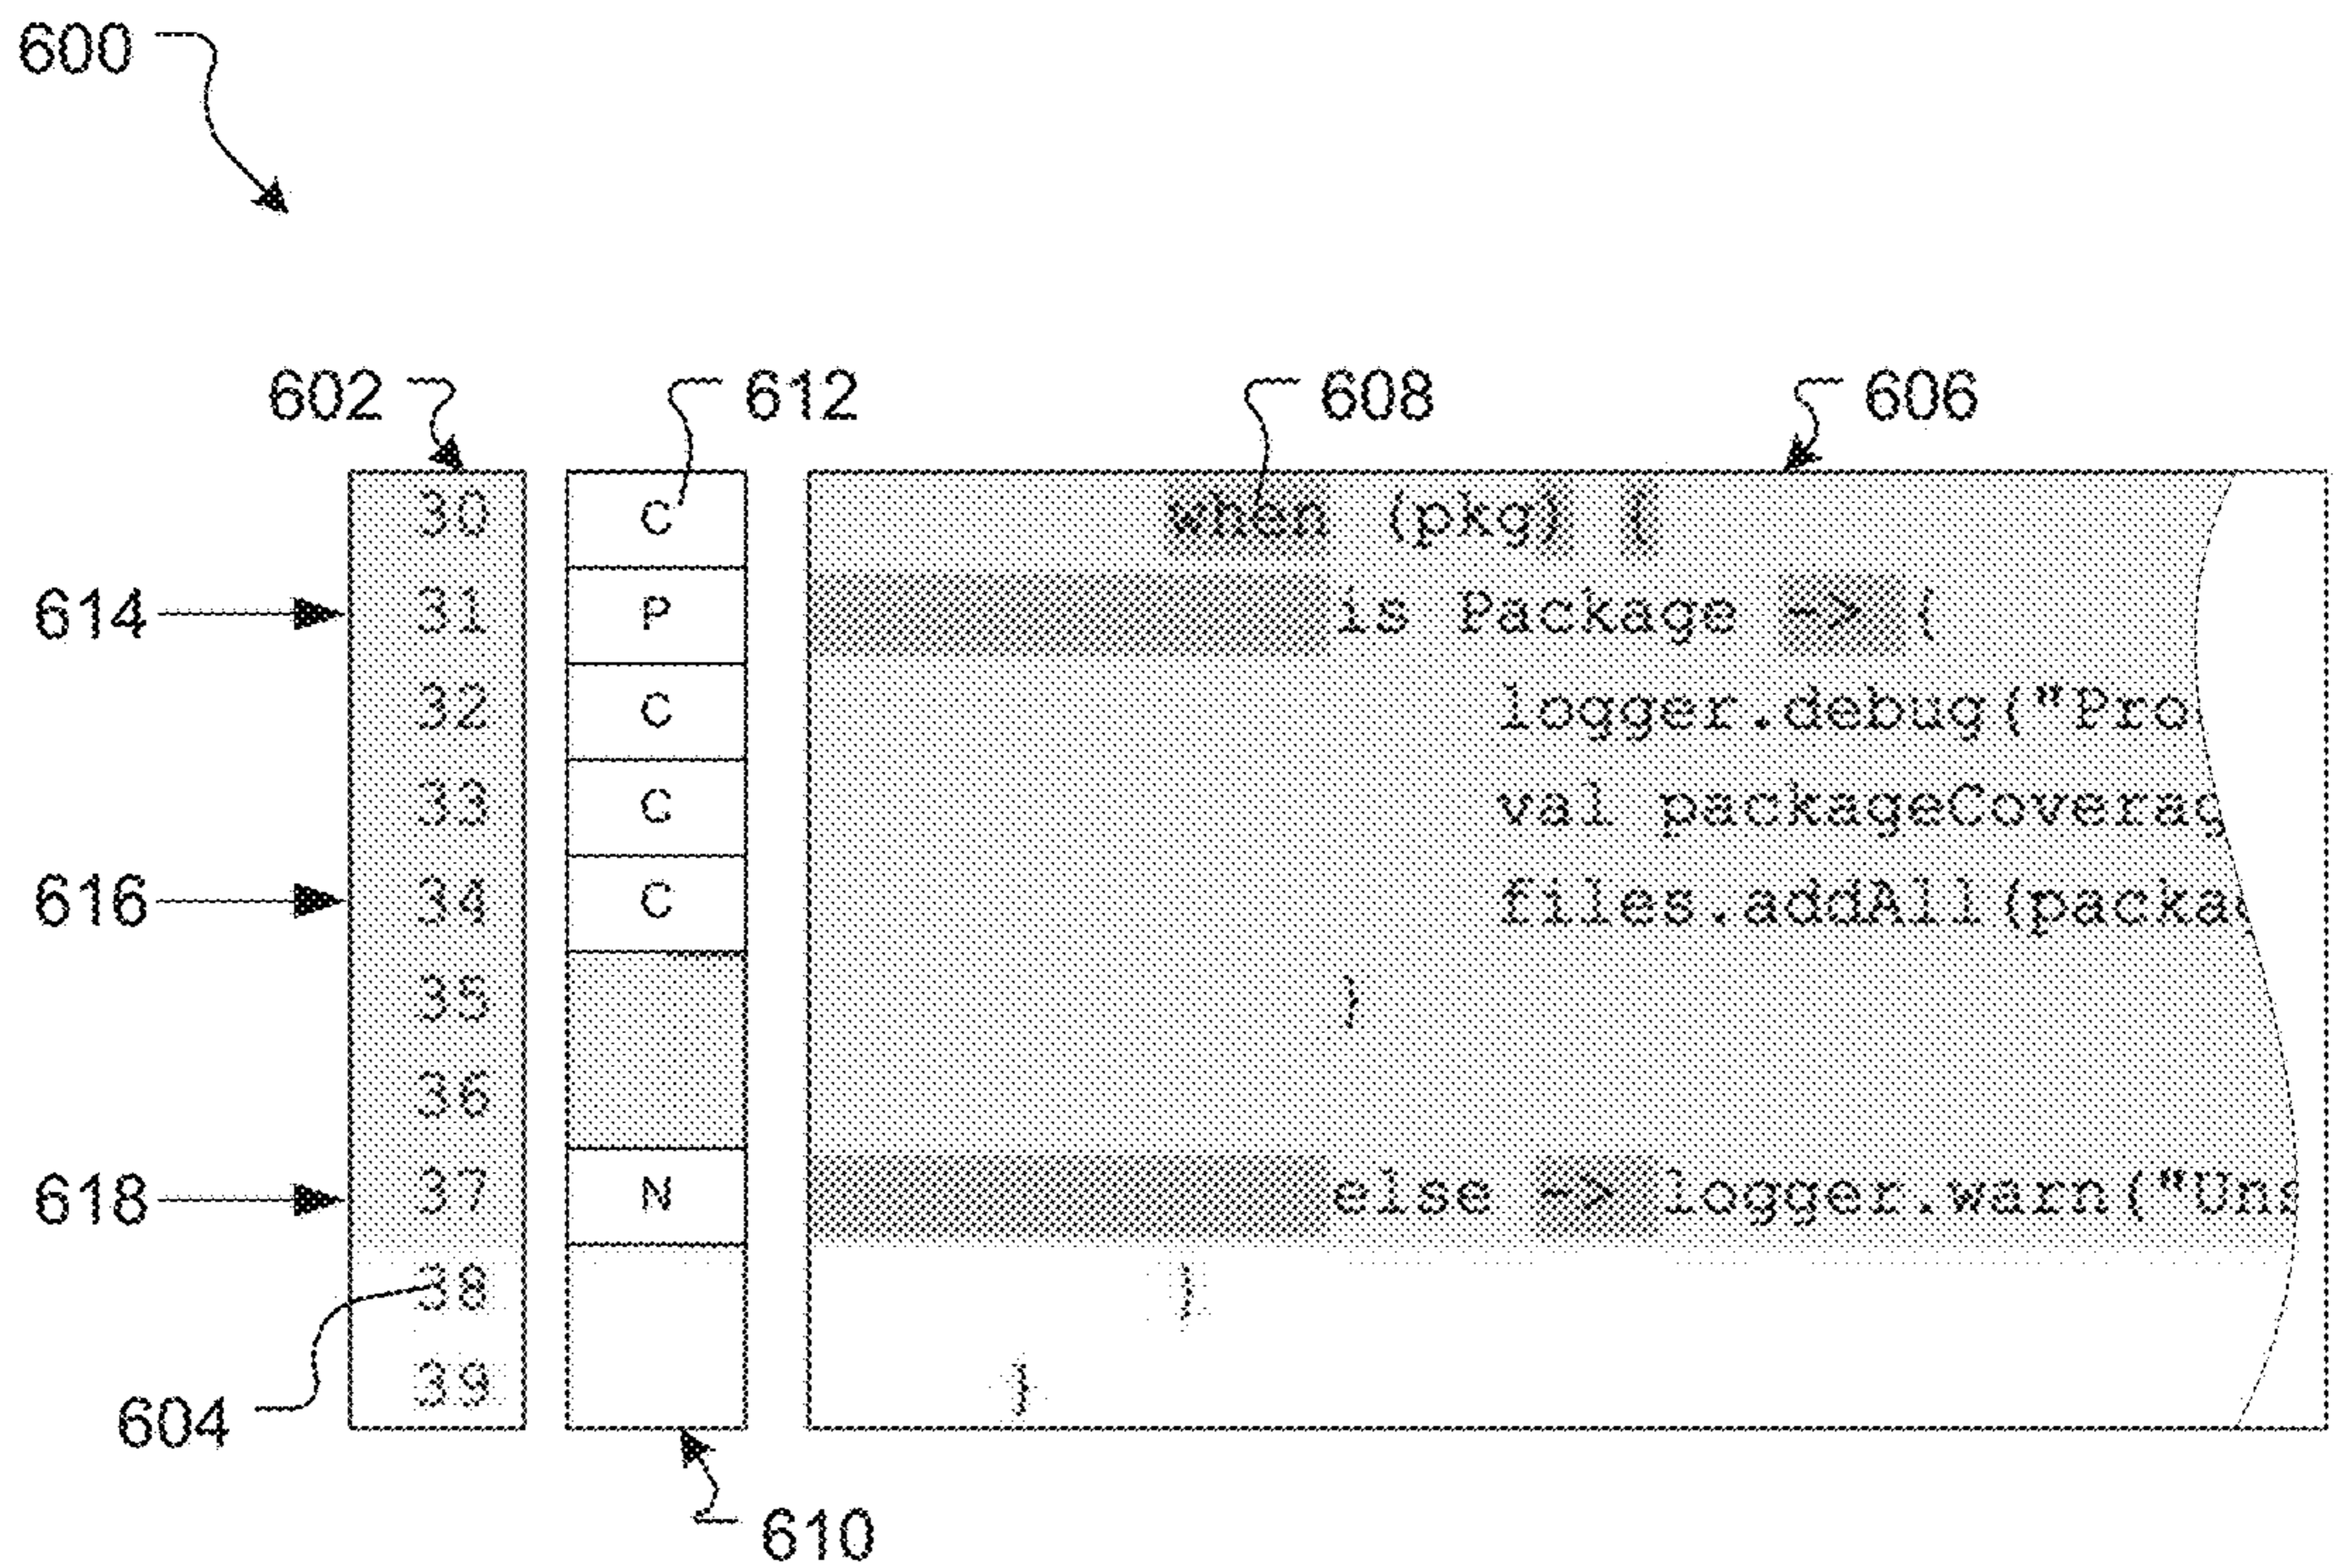 600
602 612 608 606
30 C when (pkg) {
614 31 P is Package -> {
32 C logger.debug("Pro
33 C val packageCoverag
616 34 C files.addAll(packag
35 }
36
618 37 N else -> logger.warn("Uns
38 }
39 }
604
610